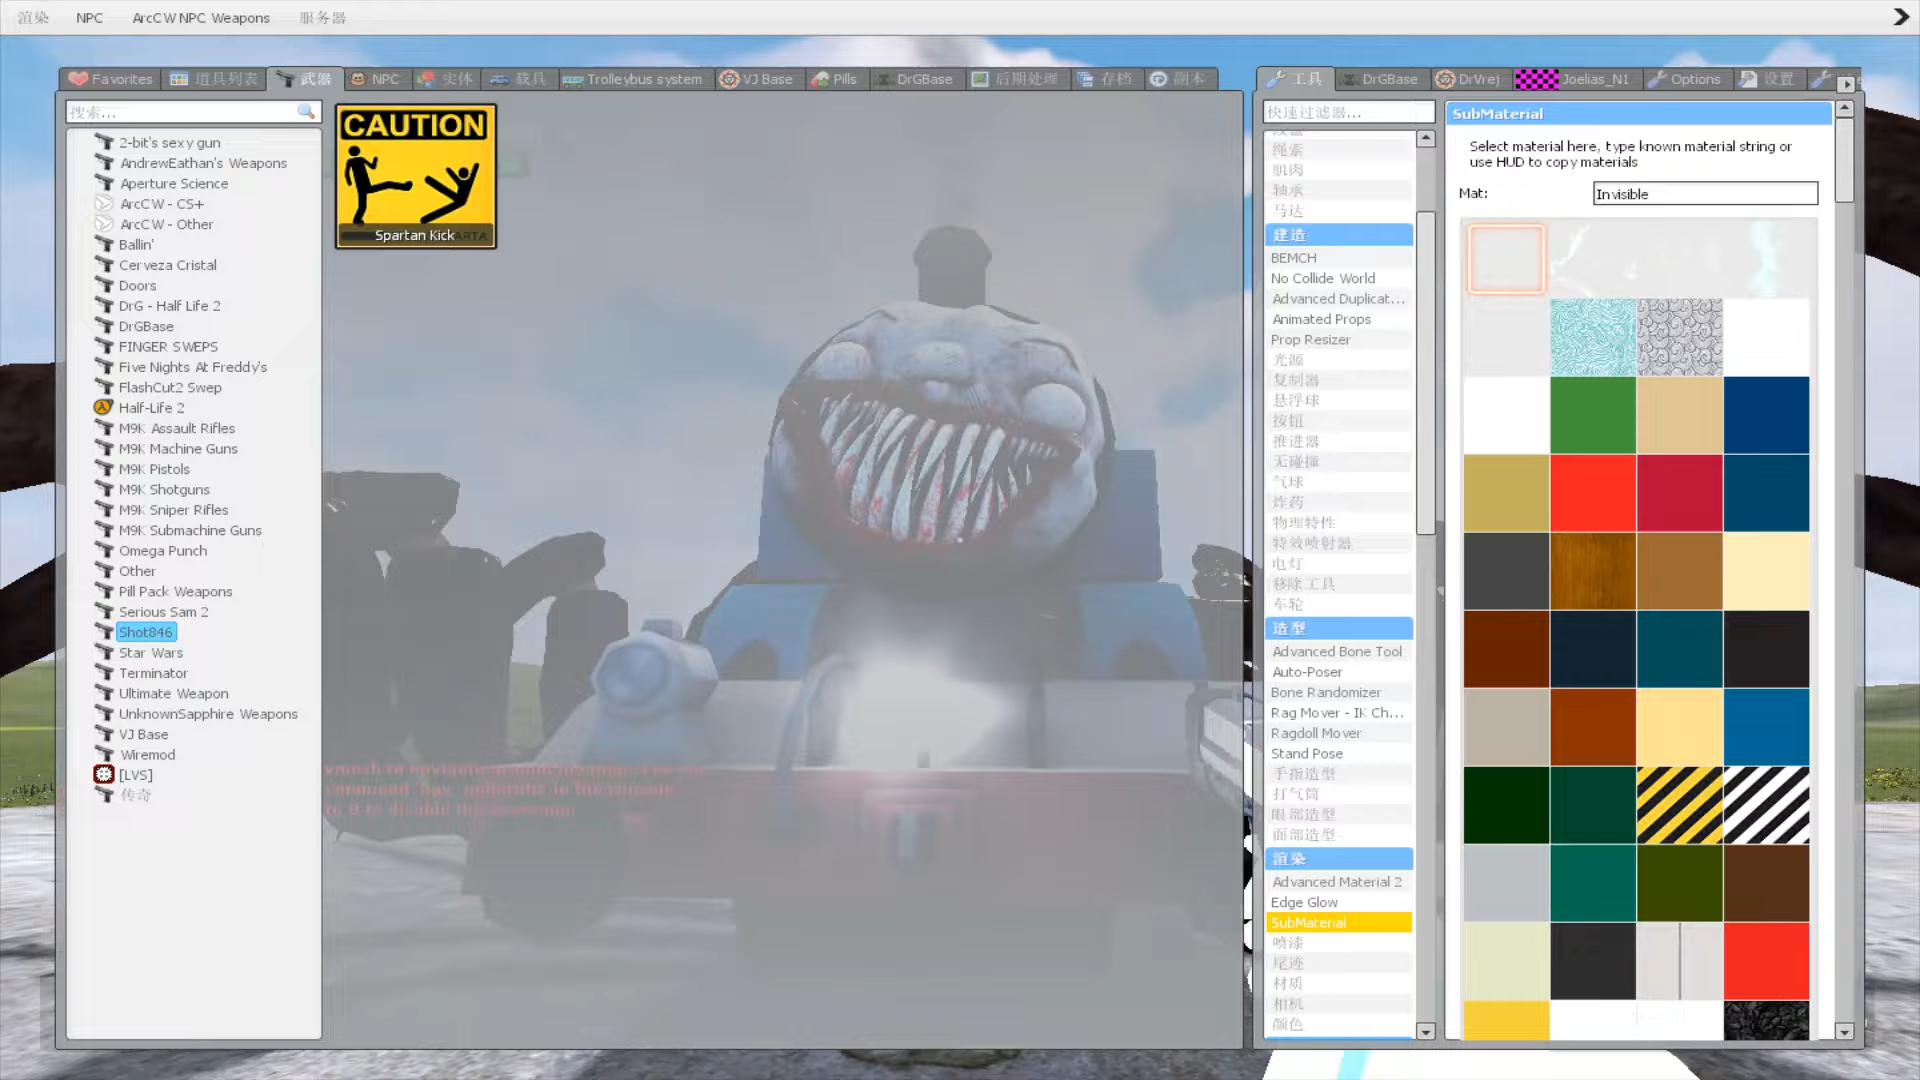 渲染 NPC ArcCW NPC Weapons 服务器
Favorites 道具列表 武器 NPC 实体 载具 Trolleybus system VJ Base Pills DrGBase 后期处理 存档 副本
工具 DrGBase DrVrej Joelias_N1 Options 设置
搜索...
2-bit's sexy gun
AndrewEathan's Weapons
Aperture Science
ArcCW - CS+
ArcCW - Other
Ballin'
Cerveza Cristal
Doors
DrG - Half Life 2
DrGBase
FINGER SWEPS
Five Nights At Freddy's
FlashCut2 Swep
Half-Life 2
M9K Assault Rifles
M9K Machine Guns
M9K Pistols
M9K Shotguns
M9K Sniper Rifles
M9K Submachine Guns
Omega Punch
Other
Pill Pack Weapons
Serious Sam 2
Shot846
Star Wars
Terminator
Ultimate Weapon
UnknownSapphire Weapons
VJ Base
Wiremod
[LVS]
传奇
CAUTION
Spartan Kick
快速过滤器...
绳索
肌肉
轴承
马达
建造
BEMCH
No Collide World
Advanced Duplicat...
Animated Props
Prop Resizer
光源
复制器
悬浮球
按钮
推进器
无碰撞
气球
炸药
物理特性
特效喷射器
电灯
移除工具
车轮
造型
Advanced Bone Tool
Auto-Poser
Bone Randomizer
Rag Mover - IK Ch...
Ragdoll Mover
Stand Pose
手指造型
打气筒
眼部造型
面部造型
渲染
Advanced Material 2
Edge Glow
SubMaterial
喷漆
尾迹
材质
相机
颜色
SubMaterial
Select material here, type known material string or
use HUD to copy materials
Mat: Invisible